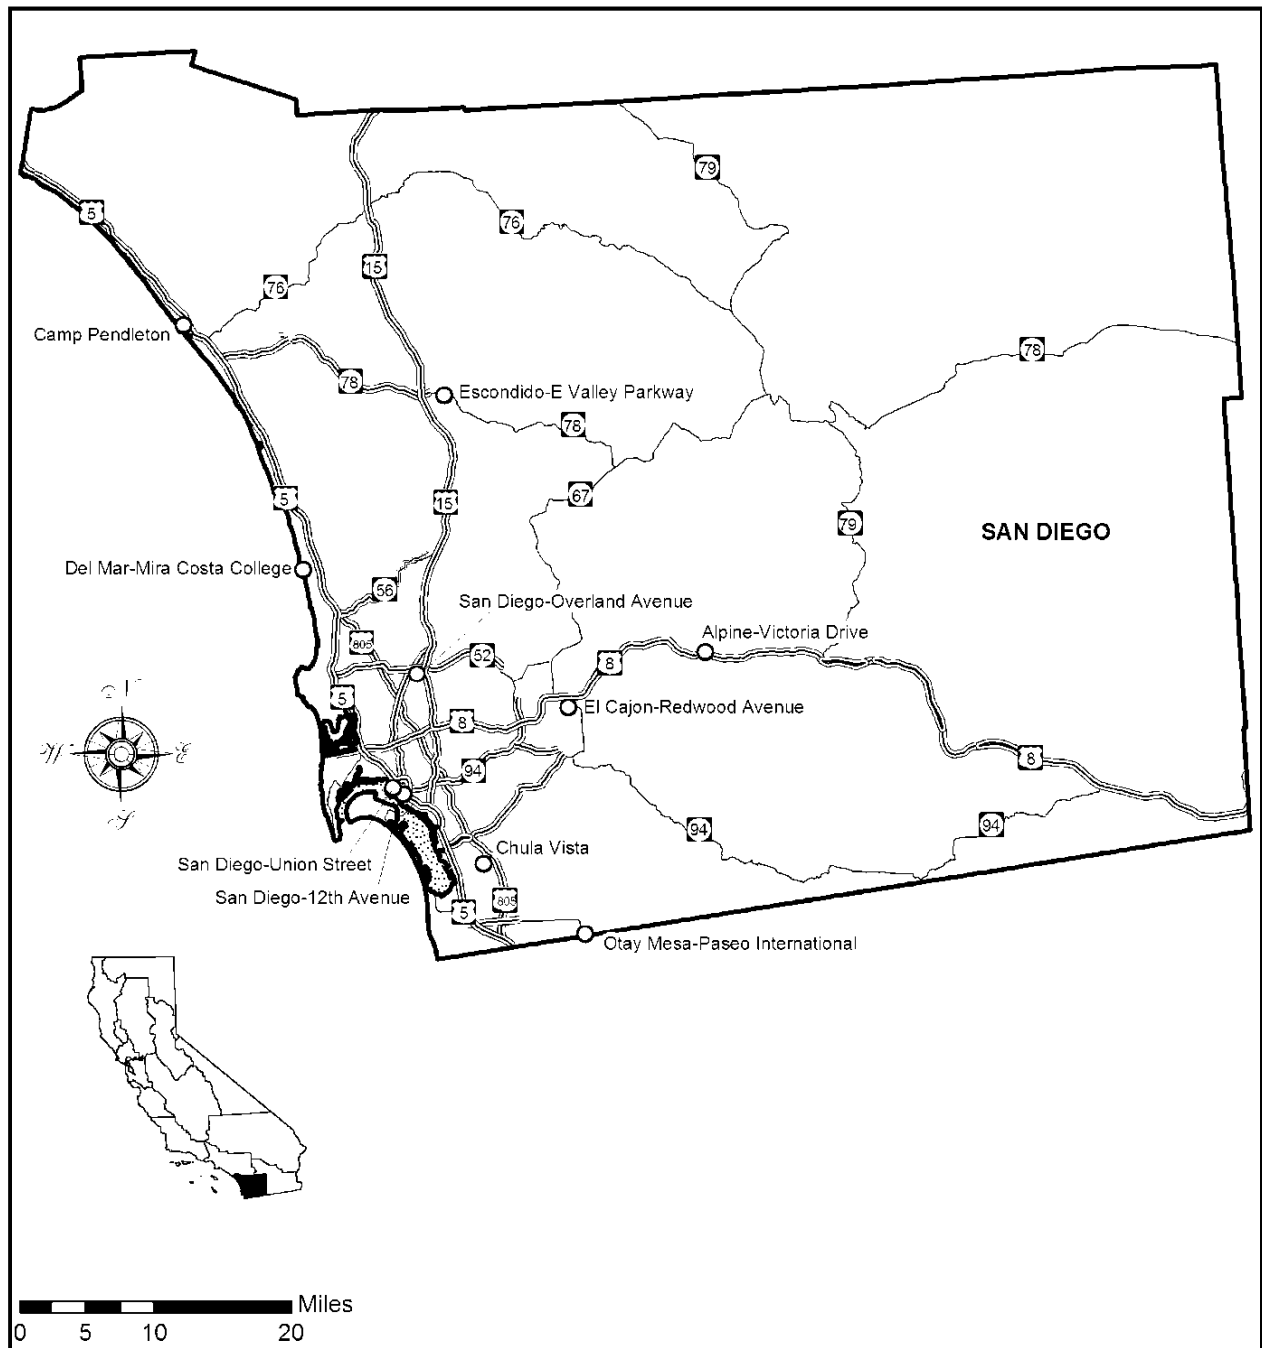 79
5
76
15
76
Camp Pendleton
78
78
Escondido-E Valley Parkway
78
67
5
15
79
SAN DIEGO
Del Mar-Mira Costa College
56
San Diego-Overland Avenue
805
52
Alpine-Victoria Drive
8
5
El Cajon-Redwood Avenue
8
8
94
94
94
Chula Vista
San Diego-Union Street
San Diego-12th Avenue
805
5
Otay Mesa-Paseo International
Miles
0 5 10 20